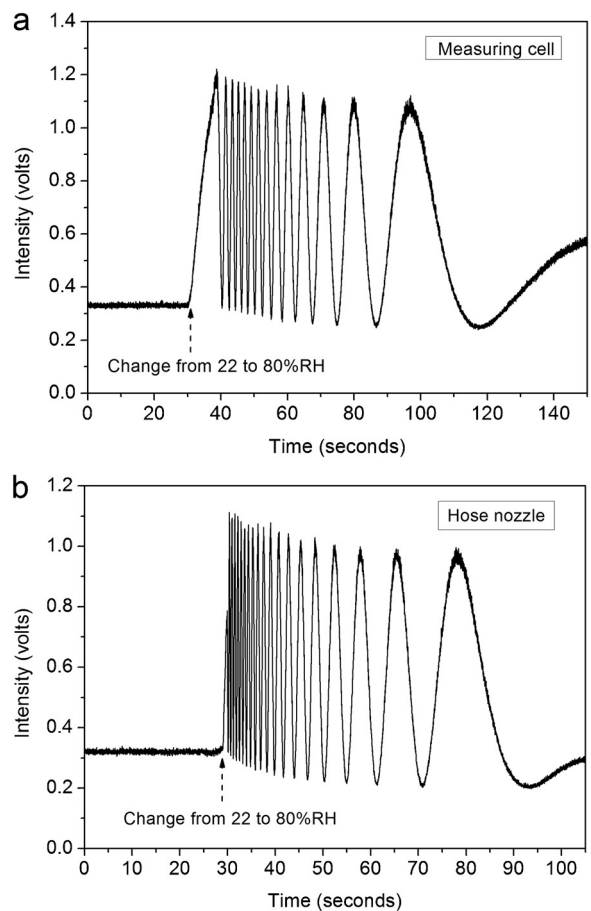 a
Measuring cell
1.4
1.2
1.0
0.8
0.6
0.4
0.2
0.0
Intensity (volts)
Change from 22 to 80%RH
0 20 40 60 80 100 120 140
Time (seconds)
b
Hose nozzle
1.2
1.0
0.8
0.6
0.4
0.2
0.0
Intensity (volts)
Change from 22 to 80%RH
0 10 20 30 40 50 60 70 80 90 100
Time (seconds)